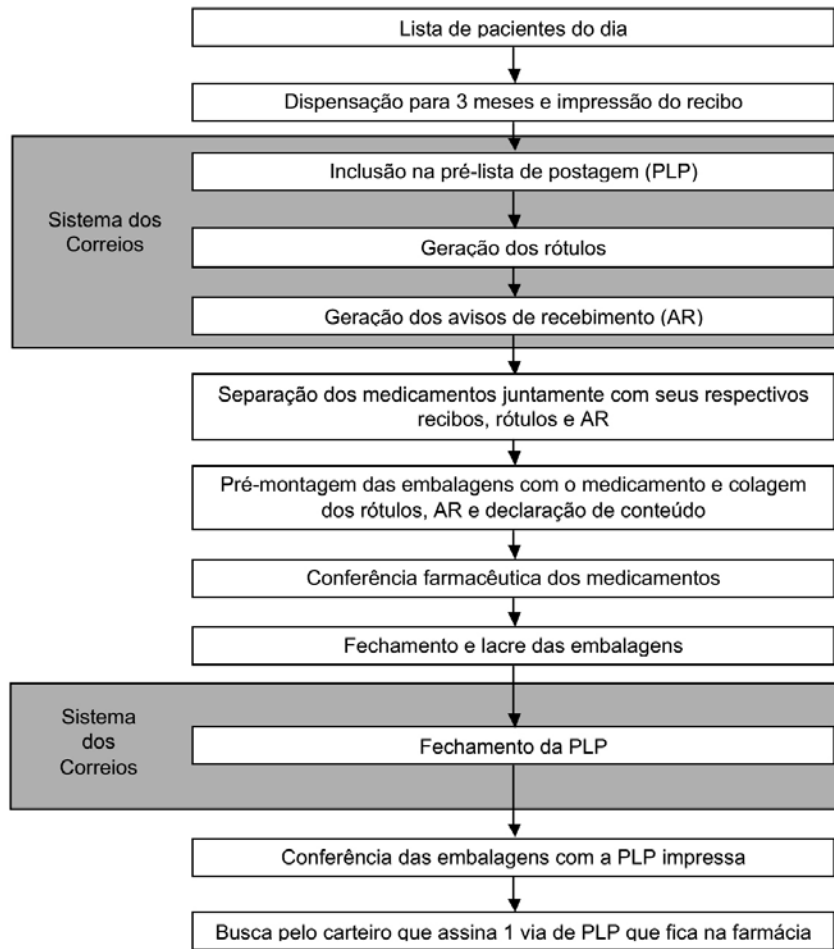 Lista de pacientes do dia
Dispensação para 3 meses e impressão do recibo
Inclusão na pré-lista de postagem (PLP)
Sistema dos
Correios
Geração dos rótulos
Geração dos avisos de recebimento (AR)
Separação dos medicamentos juntamente com seus respectivos
recibos, rótulos e AR
Pré-montagem das embalagens com o medicamento e colagem
dos rótulos, AR e declaração de conteúdo
Conferência farmacêutica dos medicamentos
Fechamento e lacre das embalagens
Sistema
dos
Correios
Fechamento da PLP
Conferência das embalagens com a PLP impressa
Busca pelo carteiro que assina 1 via de PLP que fica na farmácia